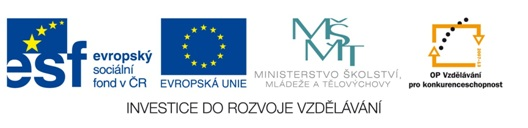 esf evropský
sociální
fond v ČR
EVROPSKÁ UNIE
MŠMT
MINISTERSTVO ŠKOLSTVÍ,
MLÁDEŽE A TĚLOVÝCHOVY
OP Vzdělávání
pro konkurenceschopnost
INVESTICE DO ROZVOJE VZDĚLÁVÁNÍ